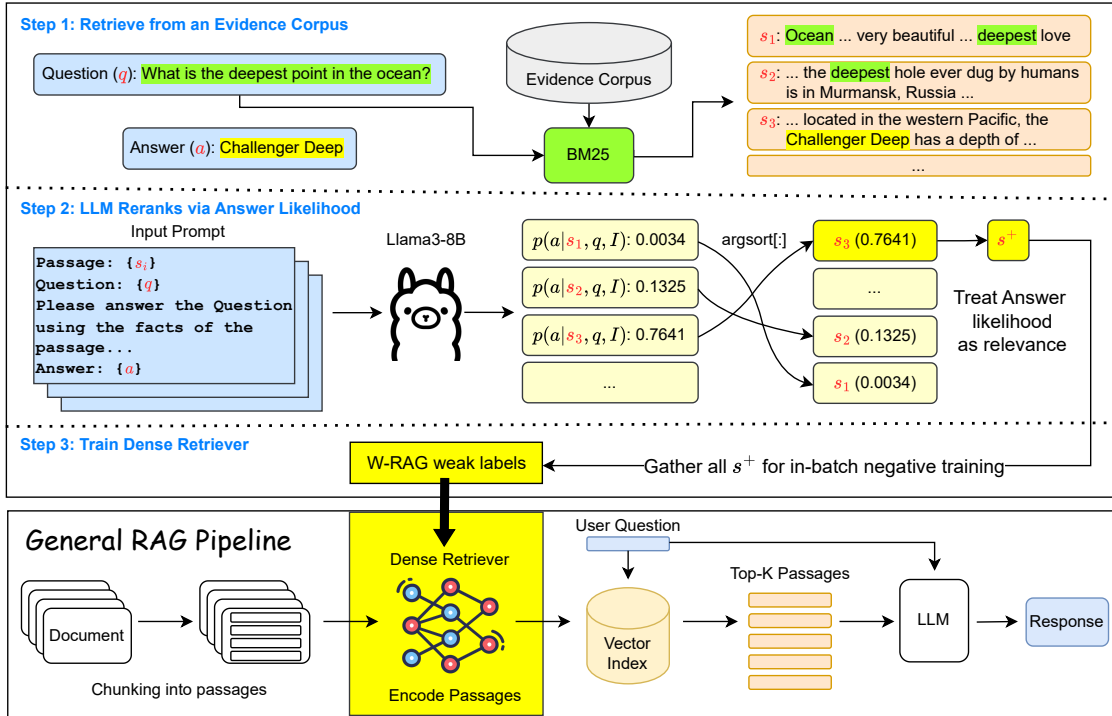 Step 1: Retrieve from an Evidence Corpus
Question (q): What is the deepest point in the ocean?
Answer (a): Challenger Deep
Evidence Corpus
BM25
s₁: Ocean ... very beautiful ... deepest love
s₂: ... the deepest hole ever dug by humans
is in Murmansk, Russia ...
s₃: ... located in the western Pacific, the
Challenger Deep has a depth of ...
...
Step 2: LLM Reranks via Answer Likelihood
Input Prompt
Passage: {sᵢ}
Question: {q}
Please answer the Question
using the facts of the
passage...
Answer: {a}
Llama3-8B
p(a|s₁, q, I): 0.0034
p(a|s₂, q, I): 0.1325
p(a|s₃, q, I): 0.7641
...
argsort[:]
s₃ (0.7641)
...
s₂ (0.1325)
s₁ (0.0034)
s⁺
Treat Answer
likelihood
as relevance
Step 3: Train Dense Retriever
W-RAG weak labels
Gather all s⁺ for in-batch negative training
General RAG Pipeline
Document
Chunking into passages
Dense Retriever
Encode Passages
User Question
Vector
Index
Top-K Passages
LLM
Response